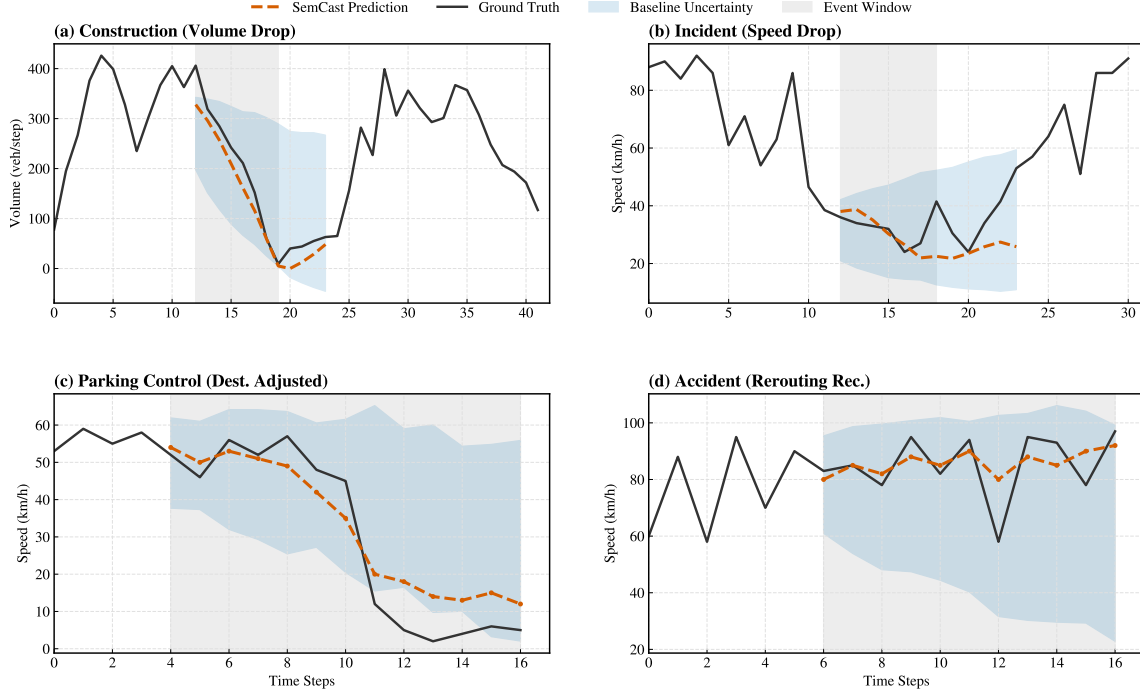 SemCast Prediction Ground Truth Baseline Uncertainty Event Window
(a) Construction (Volume Drop)
Volume (veh/step)
400
300
200
100
0
0 5 10 15 20 25 30 35 40
(b) Incident (Speed Drop)
Speed (km/h)
80
60
40
20
0 5 10 15 20 25 30
(c) Parking Control (Dest. Adjusted)
Speed (km/h)
60
50
40
30
20
10
0
0 2 4 6 8 10 12 14 16
Time Steps
(d) Accident (Rerouting Rec.)
Speed (km/h)
100
80
60
40
20
0 2 4 6 8 10 12 14 16
Time Steps